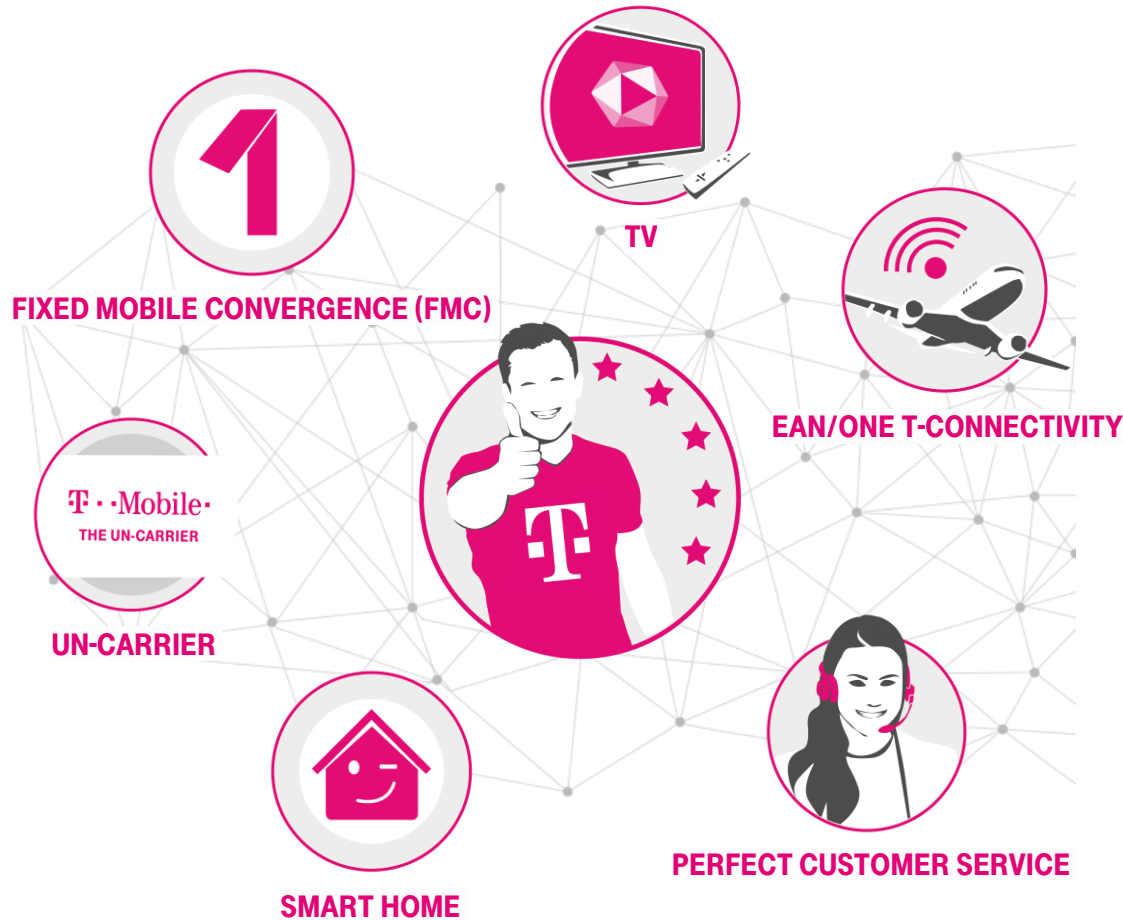 TV
FIXED MOBILE CONVERGENCE (FMC)
EAN/ONE T-CONNECTIVITY
T··Mobile·
THE UN-CARRIER
UN-CARRIER
T
PERFECT CUSTOMER SERVICE
SMART HOME
1